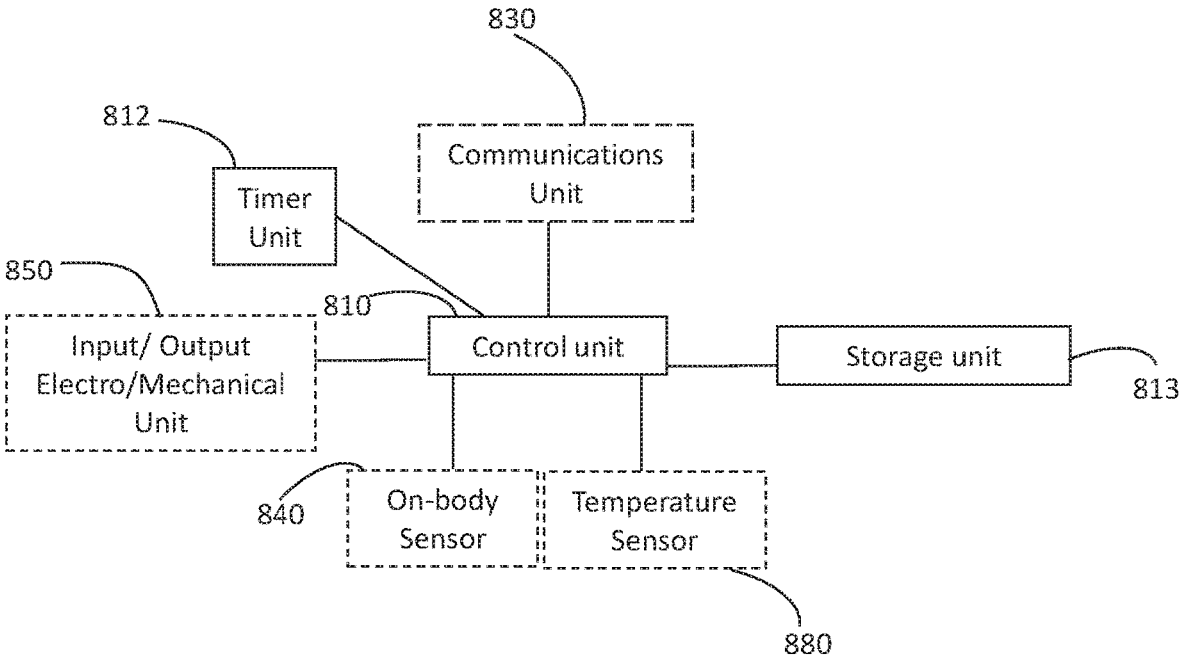 830
812
Communications
Unit
Timer
Unit
850
810
Input/ Output
Electro/Mechanical
Unit
Control unit
Storage unit
813
840
On-body
Sensor
Temperature
Sensor
880